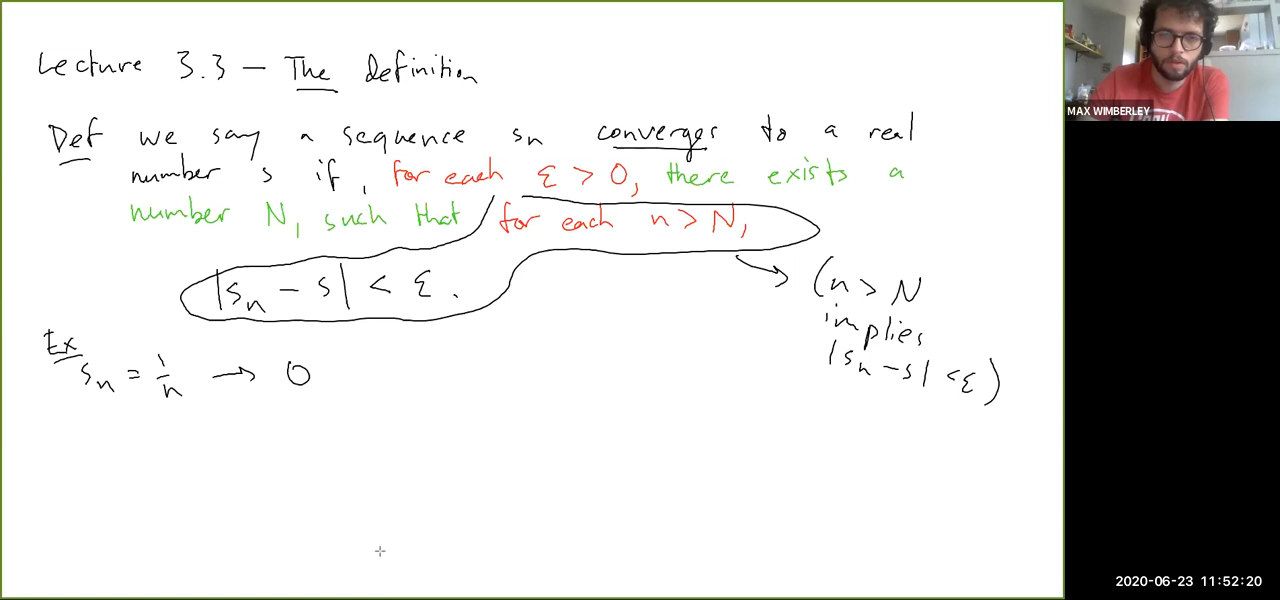 Lecture 3.3 — The Definition
Def we say a sequence sn converges to a real
number s if, for each ε > 0, there exists a
number N, such that for each n > N,
|sn - s| < ε.
(n > N
implies
|sn - s| < ε)
Ex
sn = 1/n → 0
MAX WIMBERLEY
2020-06-23 11:52:20